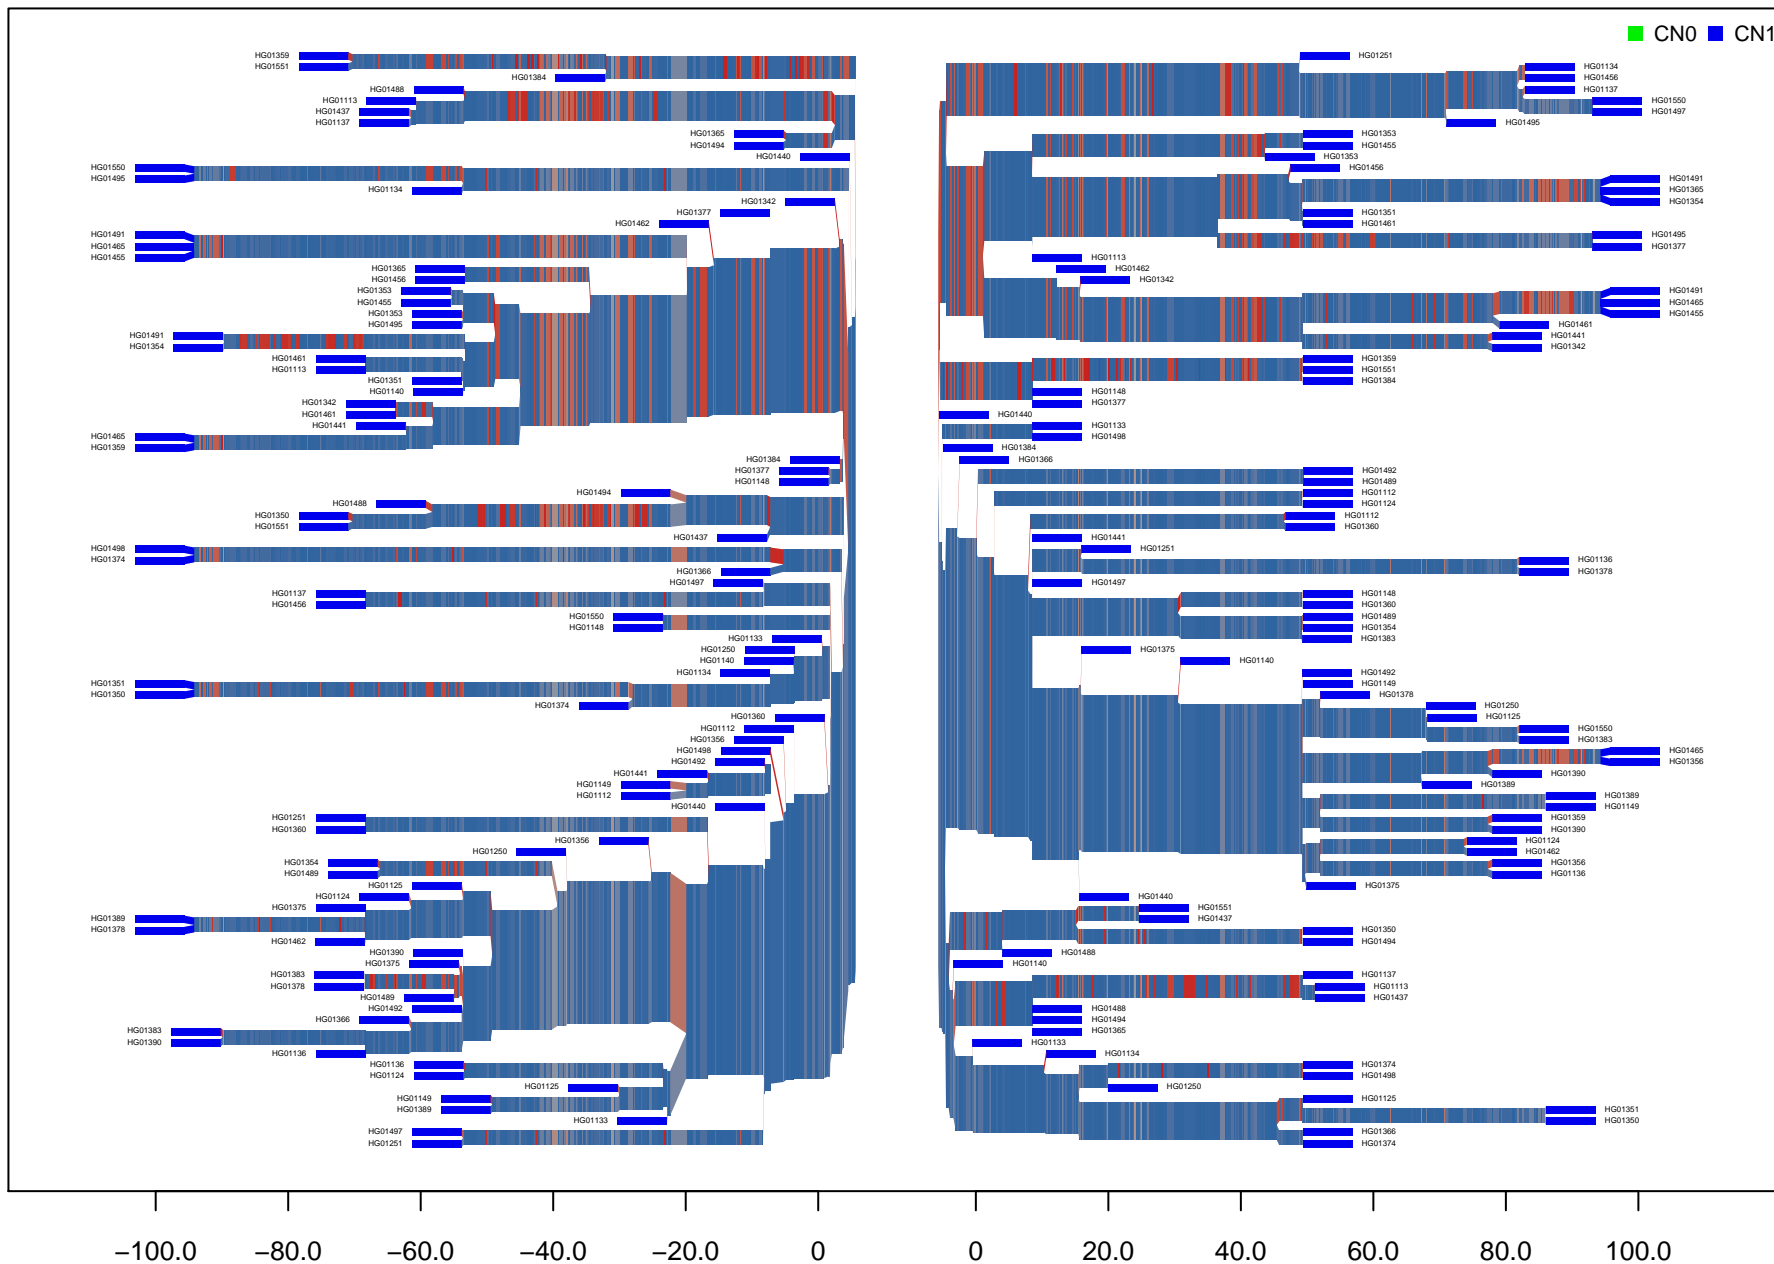 CN0 CN1
HG01359
HG01551
HG01384
HG01488
HG01113
HG01437
HG01137
HG01365
HG01494
HG01440
HG01550
HG01495
HG01134
HG01342
HG01377
HG01462
HG01491
HG01465
HG01455
HG01365
HG01456
HG01353
HG01455
HG01353
HG01495
HG01491
HG01354
HG01461
HG01113
HG01351
HG01140
HG01342
HG01461
HG01441
HG01465
HG01359
HG01384
HG01377
HG01148
HG01494
HG01488
HG01350
HG01551
HG01437
HG01498
HG01374
HG01366
HG01497
HG01137
HG01456
HG01550
HG01148
HG01133
HG01250
HG01140
HG01134
HG01351
HG01350
HG01374
HG01360
HG01112
HG01356
HG01498
HG01492
HG01441
HG01149
HG01112
HG01440
HG01251
HG01360
HG01356
HG01250
HG01354
HG01489
HG01125
HG01124
HG01375
HG01389
HG01378
HG01462
HG01390
HG01375
HG01383
HG01378
HG01489
HG01492
HG01366
HG01383
HG01390
HG01136
HG01136
HG01124
HG01125
HG01149
HG01389
HG01133
HG01497
HG01251
HG01251
HG01134
HG01456
HG01137
HG01550
HG01497
HG01495
HG01353
HG01455
HG01353
HG01456
HG01491
HG01365
HG01354
HG01351
HG01461
HG01495
HG01377
HG01113
HG01462
HG01342
HG01491
HG01465
HG01455
HG01461
HG01441
HG01342
HG01359
HG01551
HG01384
HG01148
HG01377
HG01440
HG01133
HG01498
HG01384
HG01366
HG01492
HG01489
HG01112
HG01124
HG01112
HG01360
HG01441
HG01251
HG01136
HG01378
HG01497
HG01148
HG01360
HG01489
HG01354
HG01383
HG01375
HG01140
HG01492
HG01149
HG01378
HG01250
HG01125
HG01550
HG01383
HG01465
HG01356
HG01390
HG01389
HG01389
HG01149
HG01359
HG01390
HG01124
HG01462
HG01356
HG01136
HG01375
HG01440
HG01551
HG01437
HG01350
HG01494
HG01488
HG01140
HG01137
HG01113
HG01437
HG01488
HG01494
HG01365
HG01133
HG01134
HG01374
HG01498
HG01250
HG01125
HG01351
HG01350
HG01366
HG01374
−100.0 −80.0 −60.0 −40.0 −20.0 0 0 20.0 40.0 60.0 80.0 100.0